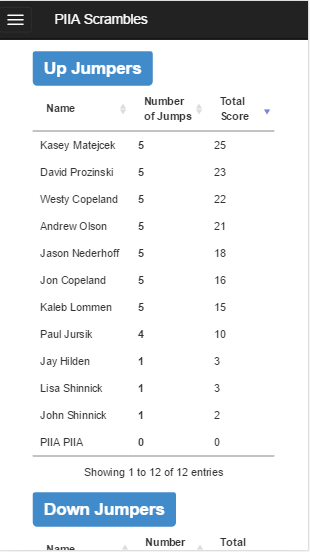 PIIA Scrambles
Up Jumpers
Name Number of Jumps Total Score
Kasey Matejcek 5 25
David Prozinski 5 23
Westy Copeland 5 22
Andrew Olson 5 21
Jason Nederhoff 5 18
Jon Copeland 5 16
Kaleb Lommen 5 15
Paul Jursik 4 10
Jay Hilden 1 3
Lisa Shinnick 1 3
John Shinnick 1 2
PIIA PIIA 0 0
Showing 1 to 12 of 12 entries
Down Jumpers
Name Number Total